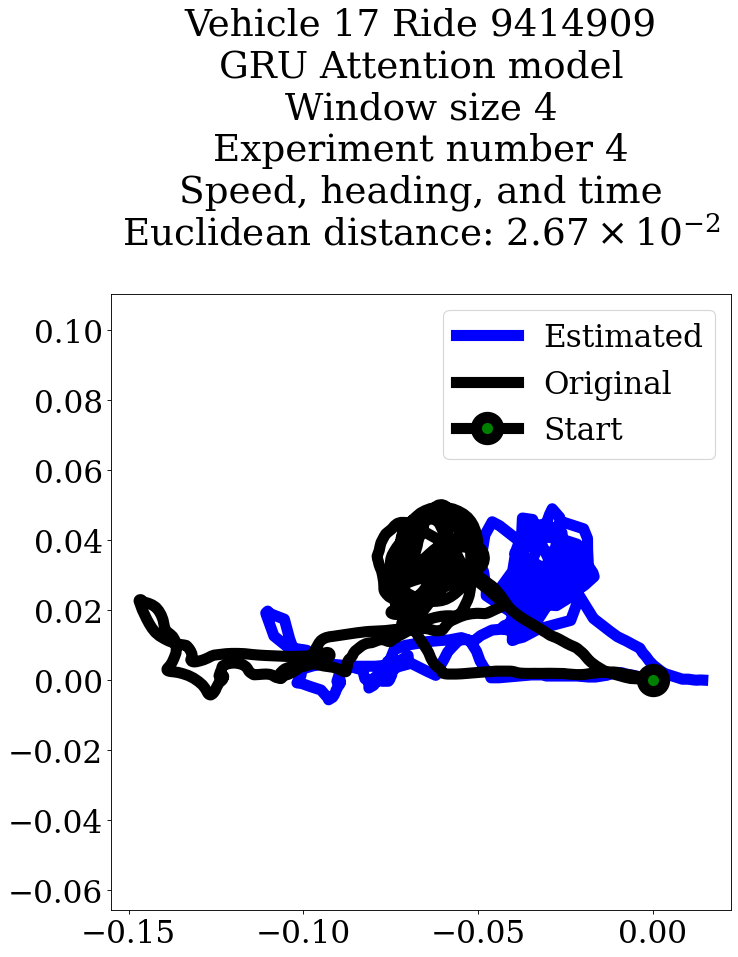 Vehicle 17 Ride 9414909
GRU Attention model
Window size 4
Experiment number 4
Speed, heading, and time
Euclidean distance: 2.67 × 10⁻²
Estimated
Original
Start
0.10
0.08
0.06
0.04
0.02
0.00
−0.02
−0.04
−0.06
−0.15
−0.10
−0.05
0.00